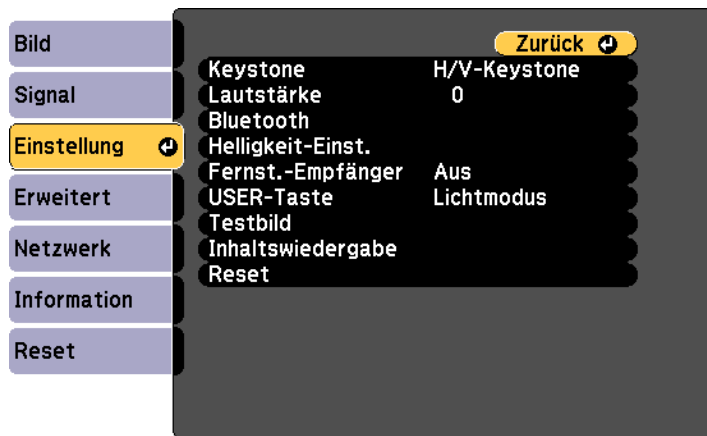 Bild
Signal
Einstellung
Erweitert
Netzwerk
Information
Reset
Zurück
Keystone H/V-Keystone
Lautstärke 0
Bluetooth
Helligkeit-Einst.
Fernst.-Empfänger Aus
USER-Taste Lichtmodus
Testbild
Inhaltswiedergabe
Reset